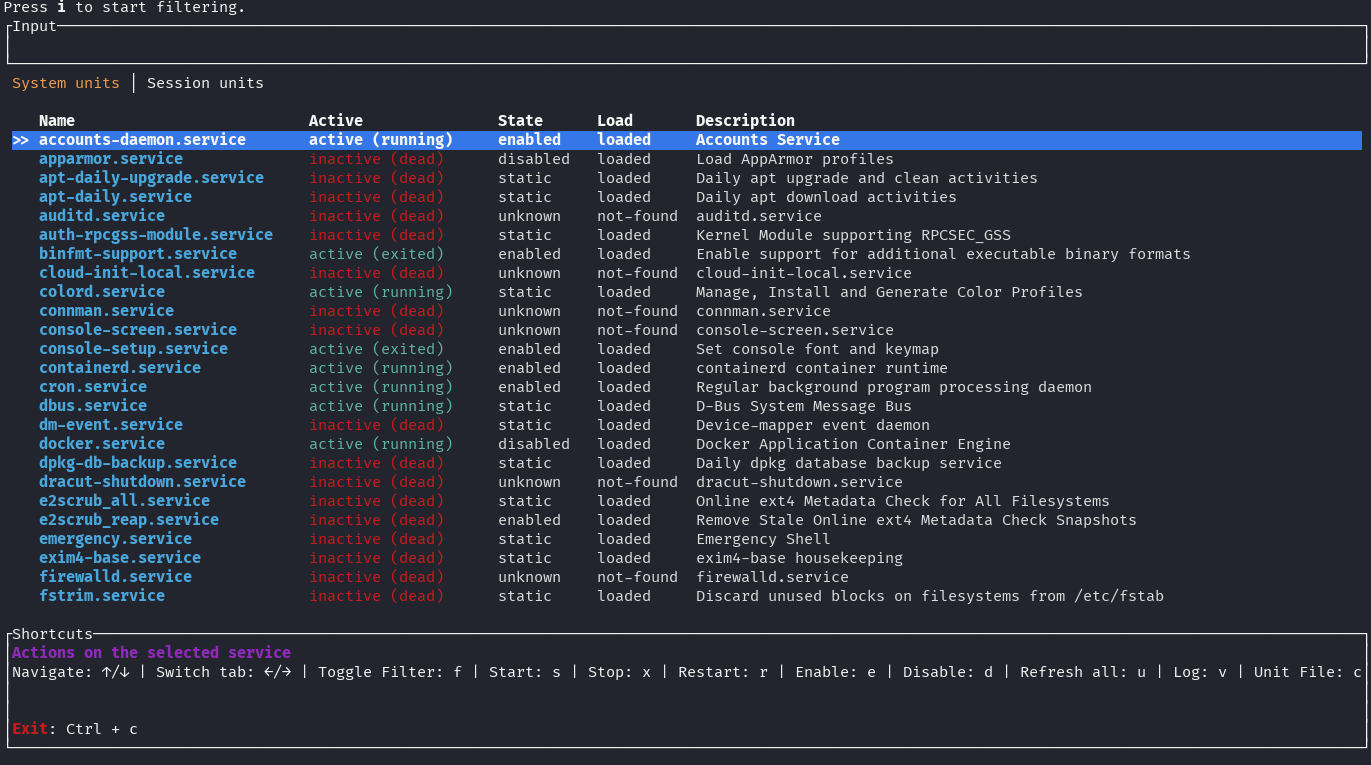 Press i to start filtering.
Input
System units │ Session units
Name Active State Load Description
>> accounts-daemon.service active (running) enabled loaded Accounts Service
apparmor.service inactive (dead) disabled loaded Load AppArmor profiles
apt-daily-upgrade.service inactive (dead) static loaded Daily apt upgrade and clean activities
apt-daily.service inactive (dead) static loaded Daily apt download activities
auditd.service inactive (dead) unknown not-found auditd.service
auth-rpcgss-module.service inactive (dead) static loaded Kernel Module supporting RPCSEC_GSS
binfmt-support.service active (exited) enabled loaded Enable support for additional executable binary formats
cloud-init-local.service inactive (dead) unknown not-found cloud-init-local.service
colord.service active (running) static loaded Manage, Install and Generate Color Profiles
connman.service inactive (dead) unknown not-found connman.service
console-screen.service inactive (dead) unknown not-found console-screen.service
console-setup.service active (exited) enabled loaded Set console font and keymap
containerd.service active (running) enabled loaded containerd container runtime
cron.service active (running) enabled loaded Regular background program processing daemon
dbus.service active (running) static loaded D-Bus System Message Bus
dm-event.service inactive (dead) static loaded Device-mapper event daemon
docker.service active (running) disabled loaded Docker Application Container Engine
dpkg-db-backup.service inactive (dead) static loaded Daily dpkg database backup service
dracut-shutdown.service inactive (dead) unknown not-found dracut-shutdown.service
e2scrub_all.service inactive (dead) static loaded Online ext4 Metadata Check for All Filesystems
e2scrub_reap.service inactive (dead) enabled loaded Remove Stale Online ext4 Metadata Check Snapshots
emergency.service inactive (dead) static loaded Emergency Shell
exim4-base.service inactive (dead) static loaded exim4-base housekeeping
firewalld.service inactive (dead) unknown not-found firewalld.service
fstrim.service inactive (dead) static loaded Discard unused blocks on filesystems from /etc/fstab
Shortcuts
Actions on the selected service
Navigate: ↑/↓ | Switch tab: ←/→ | Toggle Filter: f | Start: s | Stop: x | Restart: r | Enable: e | Disable: d | Refresh all: u | Log: v | Unit File: c
Exit: Ctrl + c